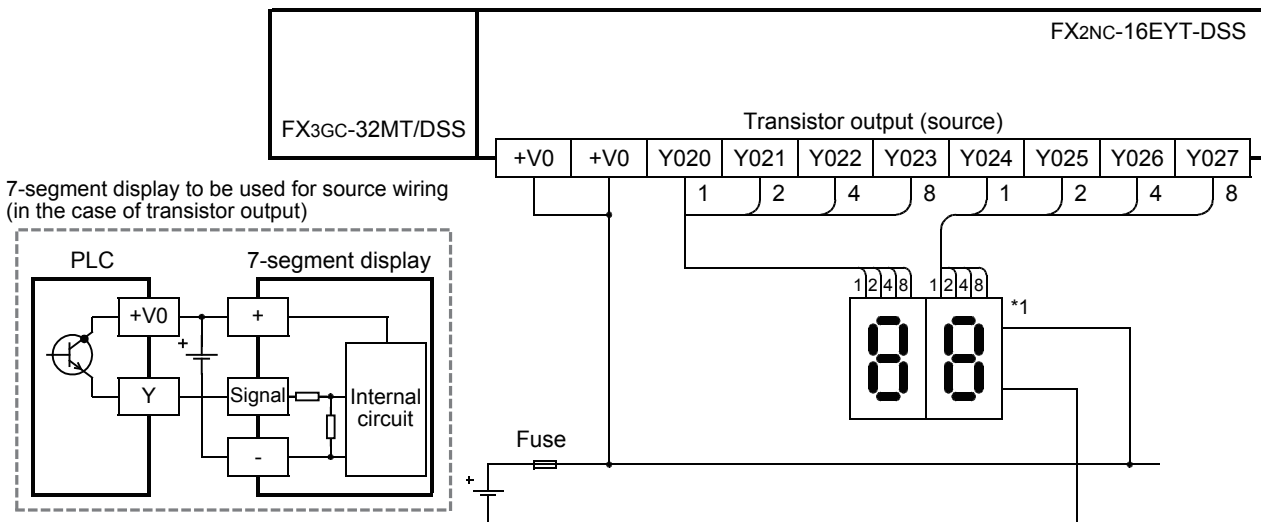 FX2NC-16EYT-DSS
FX3GC-32MT/DSS
Transistor output (source)
+V0 +V0 Y020 Y021 Y022 Y023 Y024 Y025 Y026 Y027
1 2 4 8 1 2 4 8
7-segment display to be used for source wiring
(in the case of transistor output)
PLC 7-segment display
+V0 +
+
Y Signal Internal
circuit
-
1 2 4 8 1 2 4 8
*1
8 8
Fuse
+